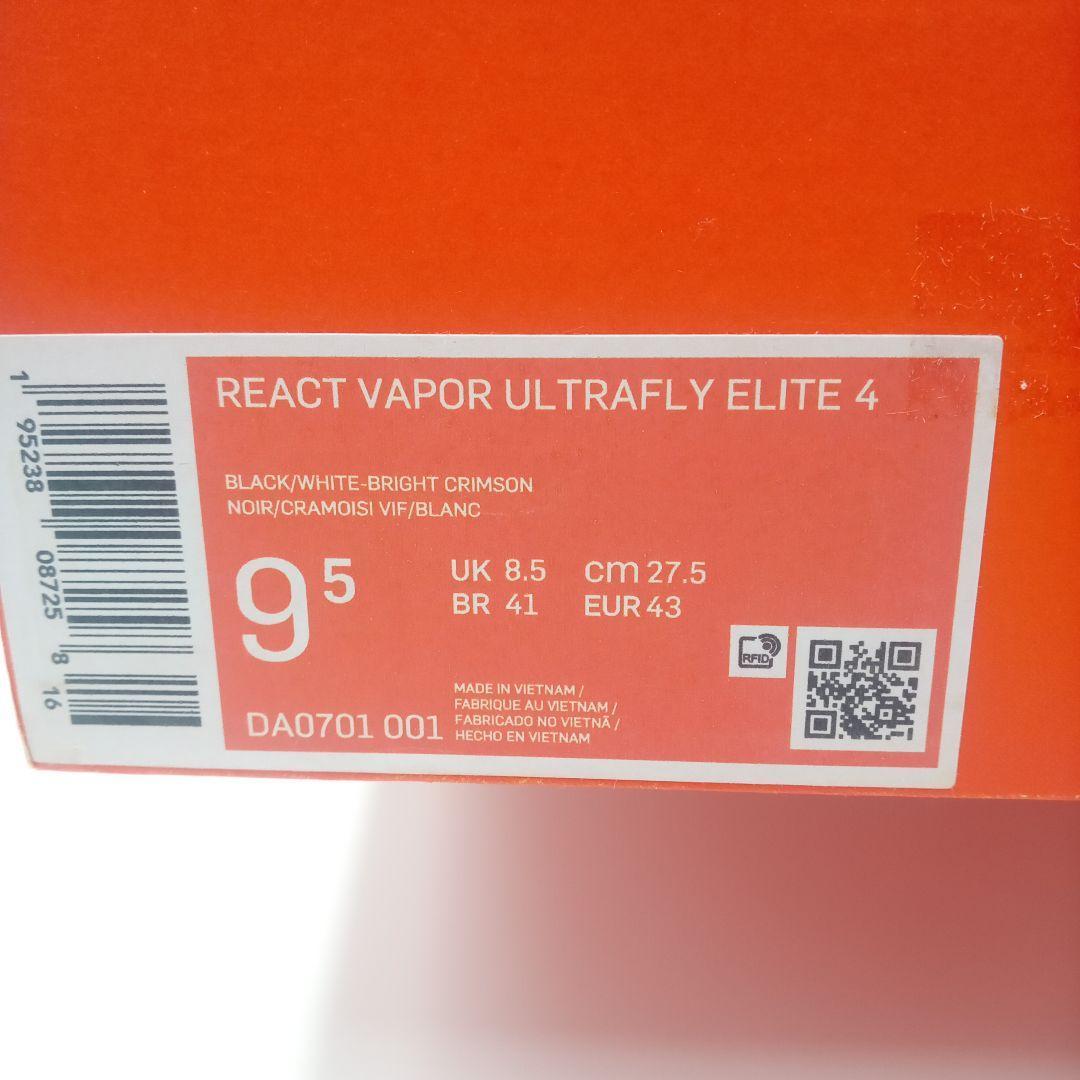 REACT VAPOR ULTRAFLY ELITE 4
BLACK/WHITE-BRIGHT CRIMSON
NOIR/CRAMOISI VIF/BLANC
9 5
UK 8.5 cm 27.5
BR 41 EUR 43
RFID
MADE IN VIETNAM /
FABRIQUE AU VIETNAM /
FABRICADO NO VIETNÃ /
HECHO EN VIETNAM
DA0701 001
1 95238 08725 8 16